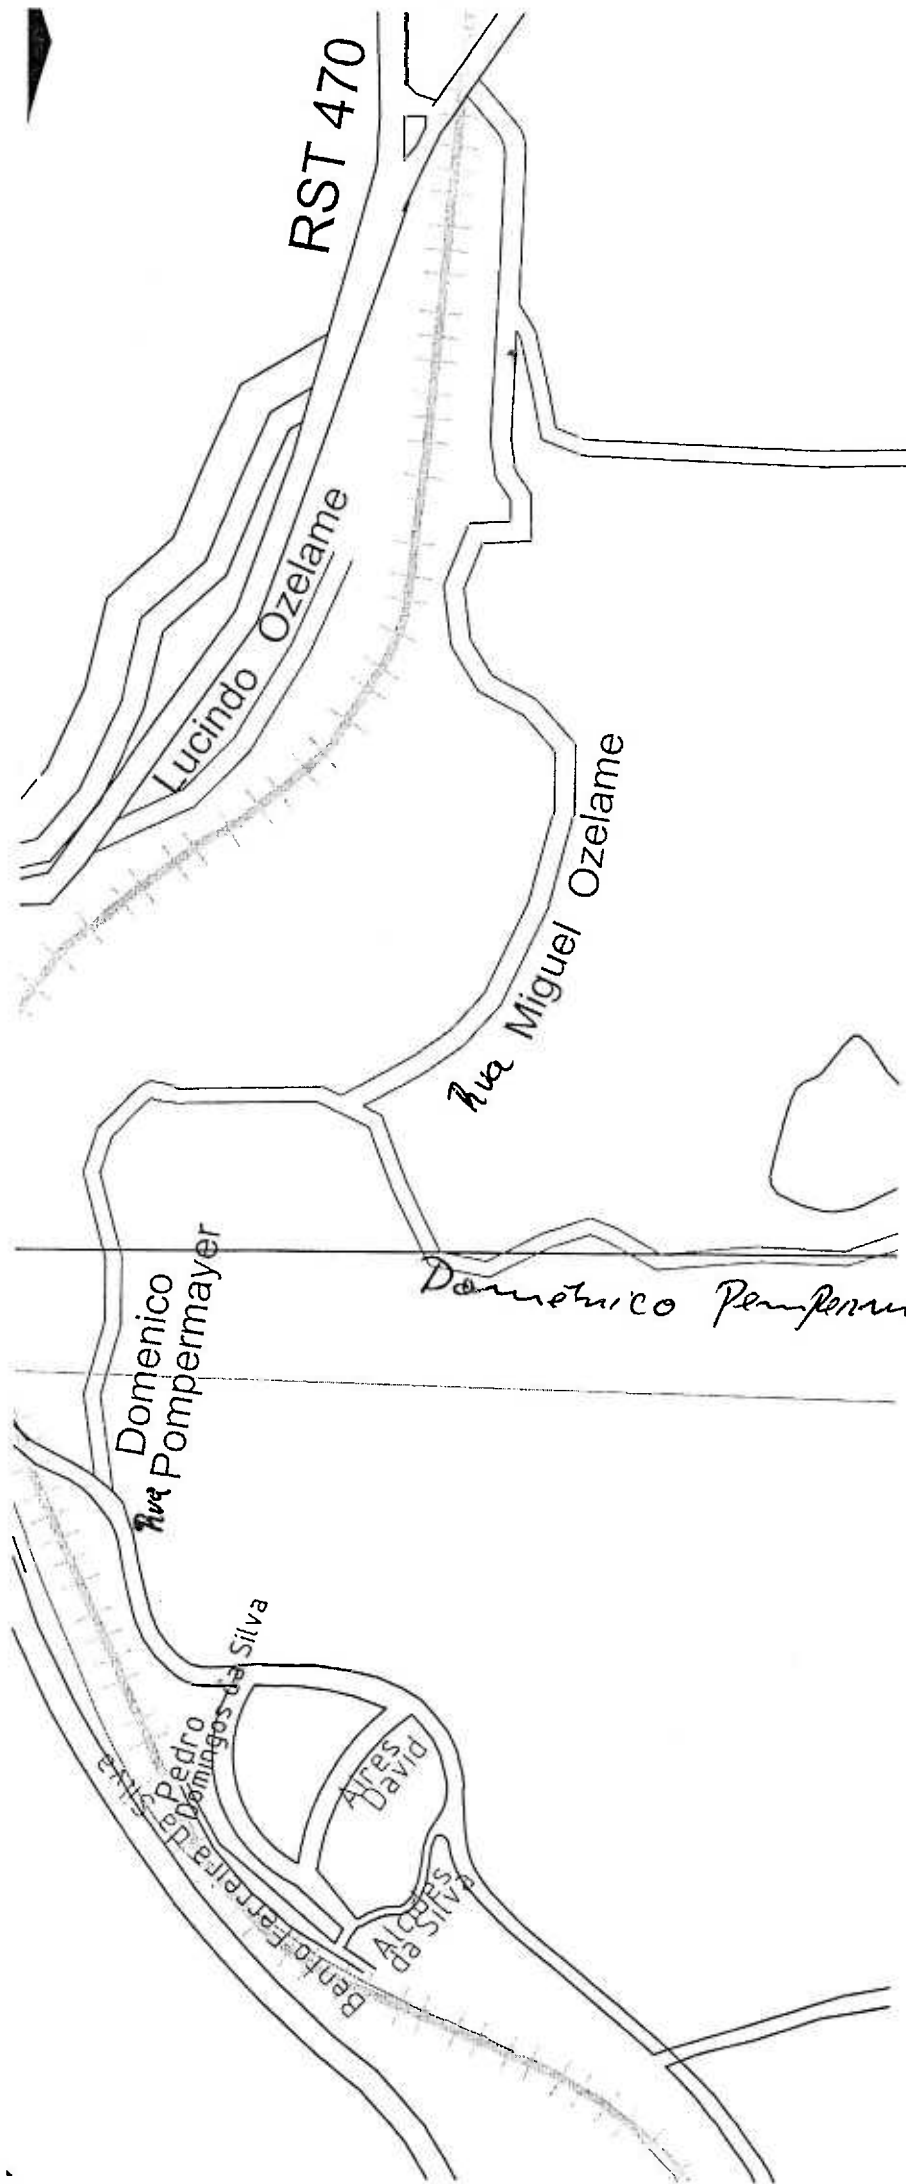 RST 470
Lucindo Ozelame
Rua Miguel Ozelame
Domenico
Rua Pompermayer
Pedro
Domingos da Silva
Bento Ferreira da Silva
Aires
David
Alcides
da Silva